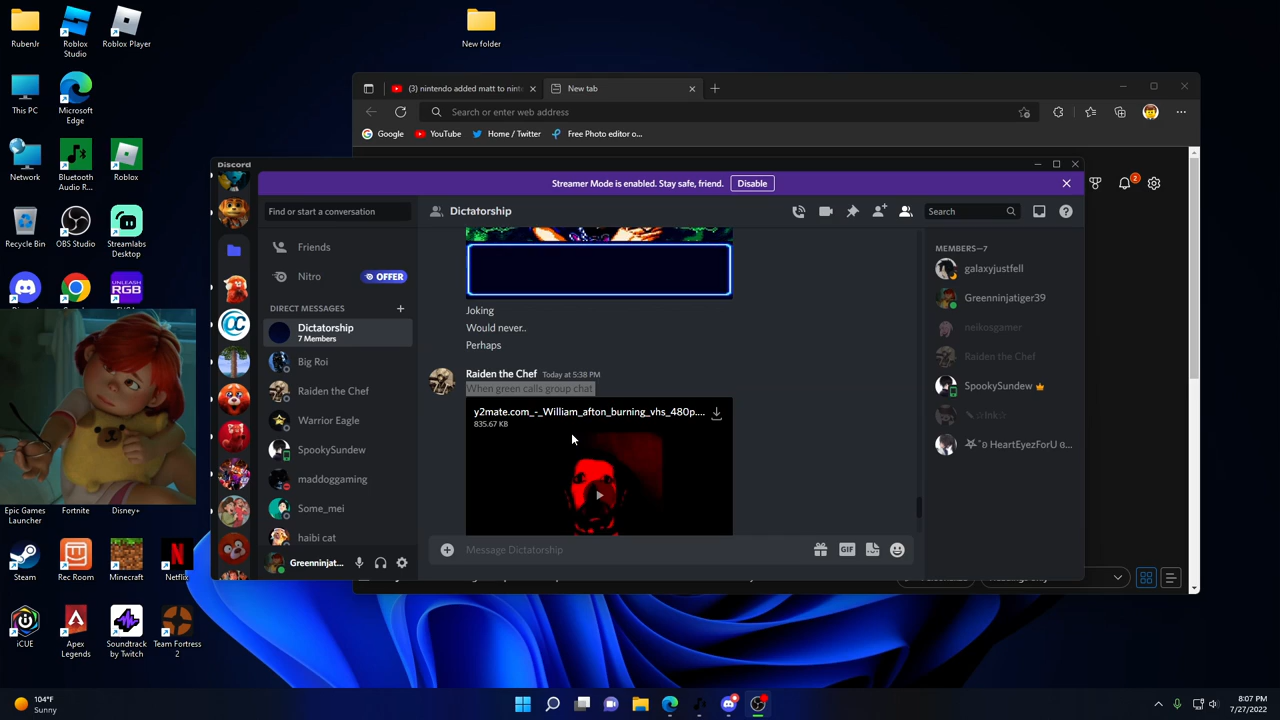 RubenJr
Roblox Studio
Roblox Player
New folder
This PC
Microsoft Edge
Network
Bluetooth Audio R...
Roblox
Recycle Bin
OBS Studio
Streamlabs Desktop
UNLEASH RGB
Epic Games Launcher
Fortnite
Disney+
Steam
Rec Room
Minecraft
Netflix
iCUE
Apex Legends
Soundtrack by Twitch
Team Fortress 2
(3) nintendo added matt to nint
New tab
Search or enter web address
Google
YouTube
Home / Twitter
Free Photo editor o...
2
Discord
Streamer Mode is enabled. Stay safe, friend.
Disable
Find or start a conversation
Dictatorship
Search
Friends
Nitro
OFFER
DIRECT MESSAGES
Dictatorship
7 Members
Big Roi
Raiden the Chef
Warrior Eagle
SpookySundew
maddoggaming
Some_mei
haibi cat
Greenninjat...
Joking
Would never..
Perhaps
Raiden the Chef Today at 5:38 PM
When green calls group chat
y2mate.com_-_William_afton_burning_vhs_480p....
835.67 KB
Message Dictatorship
GIF
MEMBERS—7
galaxyjustfell
Greenninjatiger39
neikosgamer
Raiden the Chef
SpookySundew
104°F
Sunny
8:07 PM
7/27/2022